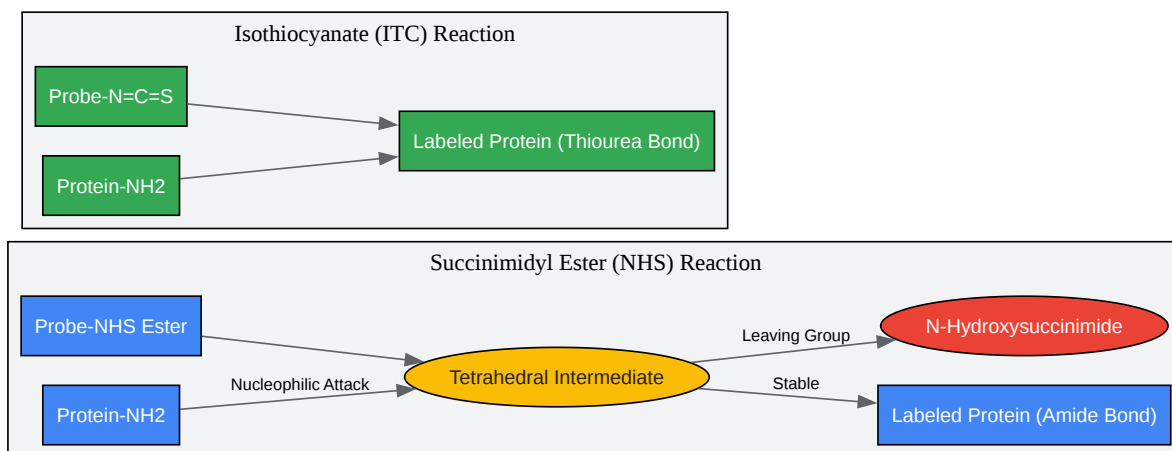 Isothiocyanate (ITC) Reaction
Probe-N=C=S
Labeled Protein (Thiourea Bond)
Protein-NH2
Succinimidyl Ester (NHS) Reaction
Probe-NHS Ester
N-Hydroxysuccinimide
Leaving Group
Tetrahedral Intermediate
Nucleophilic Attack
Stable
Protein-NH2
Labeled Protein (Amide Bond)